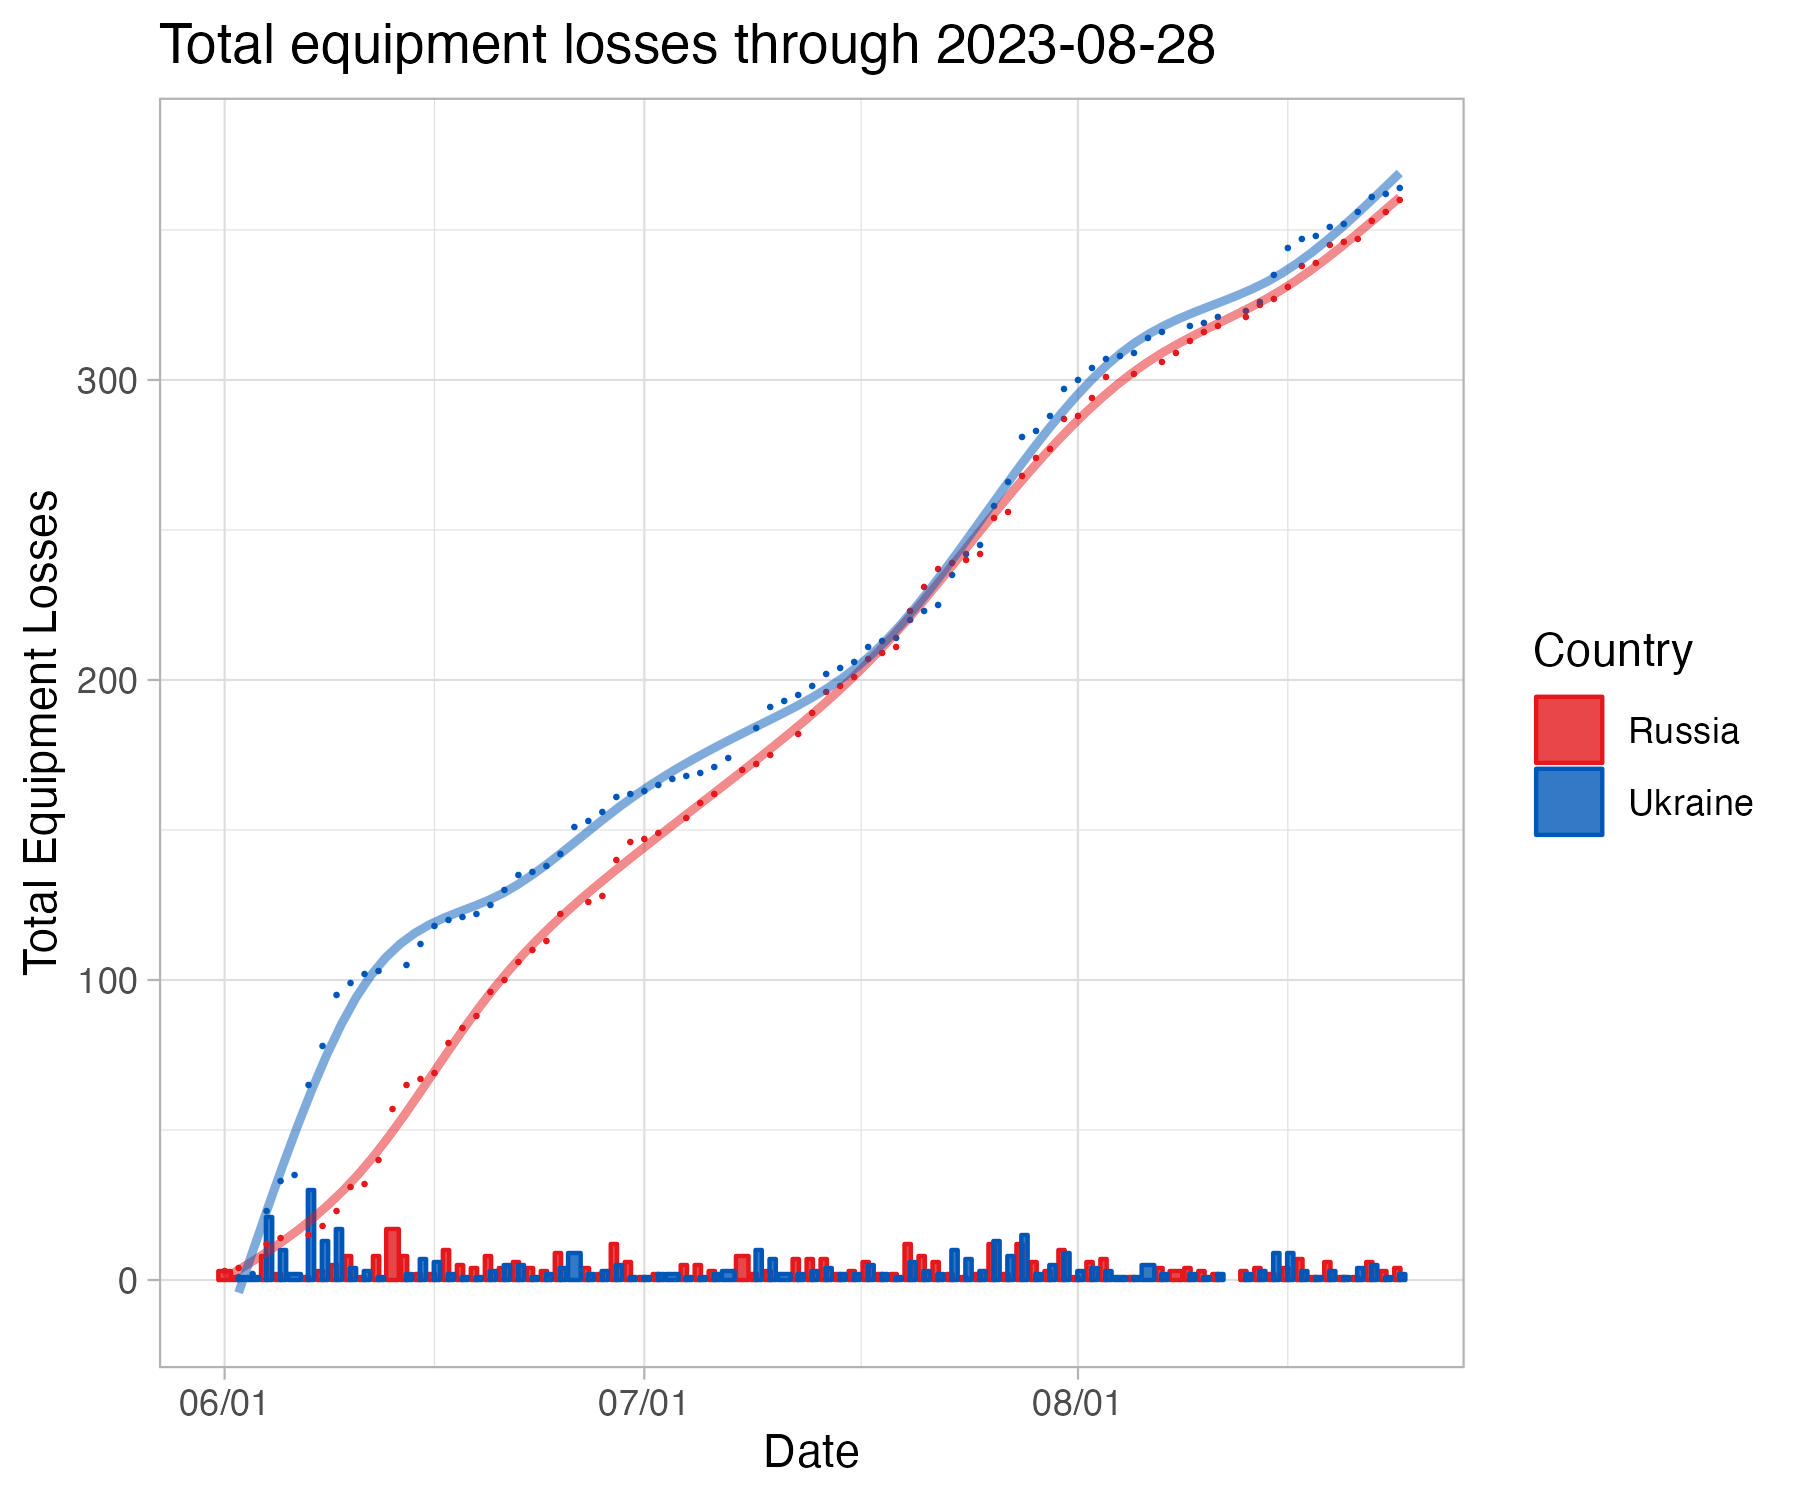 Total equipment losses through 2023-08-28
Total Equipment Losses
300
200
100
0
06/01
07/01
08/01
Date
Country
Russia
Ukraine